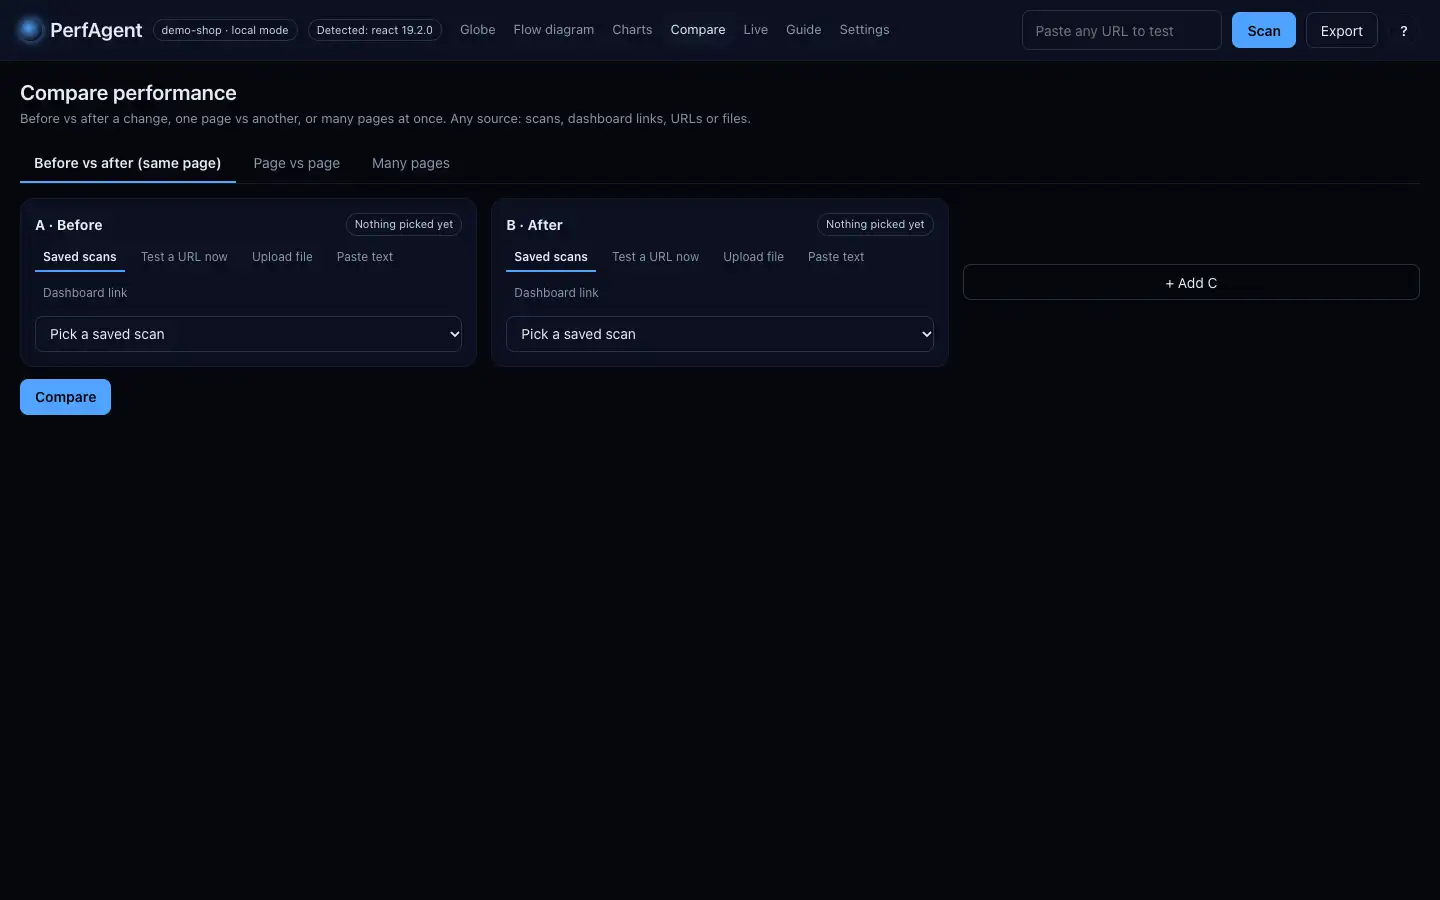 PerfAgent demo-shop · local mode Detected: react 19.2.0 Globe Flow diagram Charts Compare Live Guide Settings Paste any URL to test Scan Export ?
Compare performance
Before vs after a change, one page vs another, or many pages at once. Any source: scans, dashboard links, URLs or files.
Before vs after (same page) Page vs page Many pages
A · Before Nothing picked yet
Saved scans Test a URL now Upload file Paste text
Dashboard link
Pick a saved scan
B · After Nothing picked yet
Saved scans Test a URL now Upload file Paste text
Dashboard link
Pick a saved scan
+ Add C
Compare